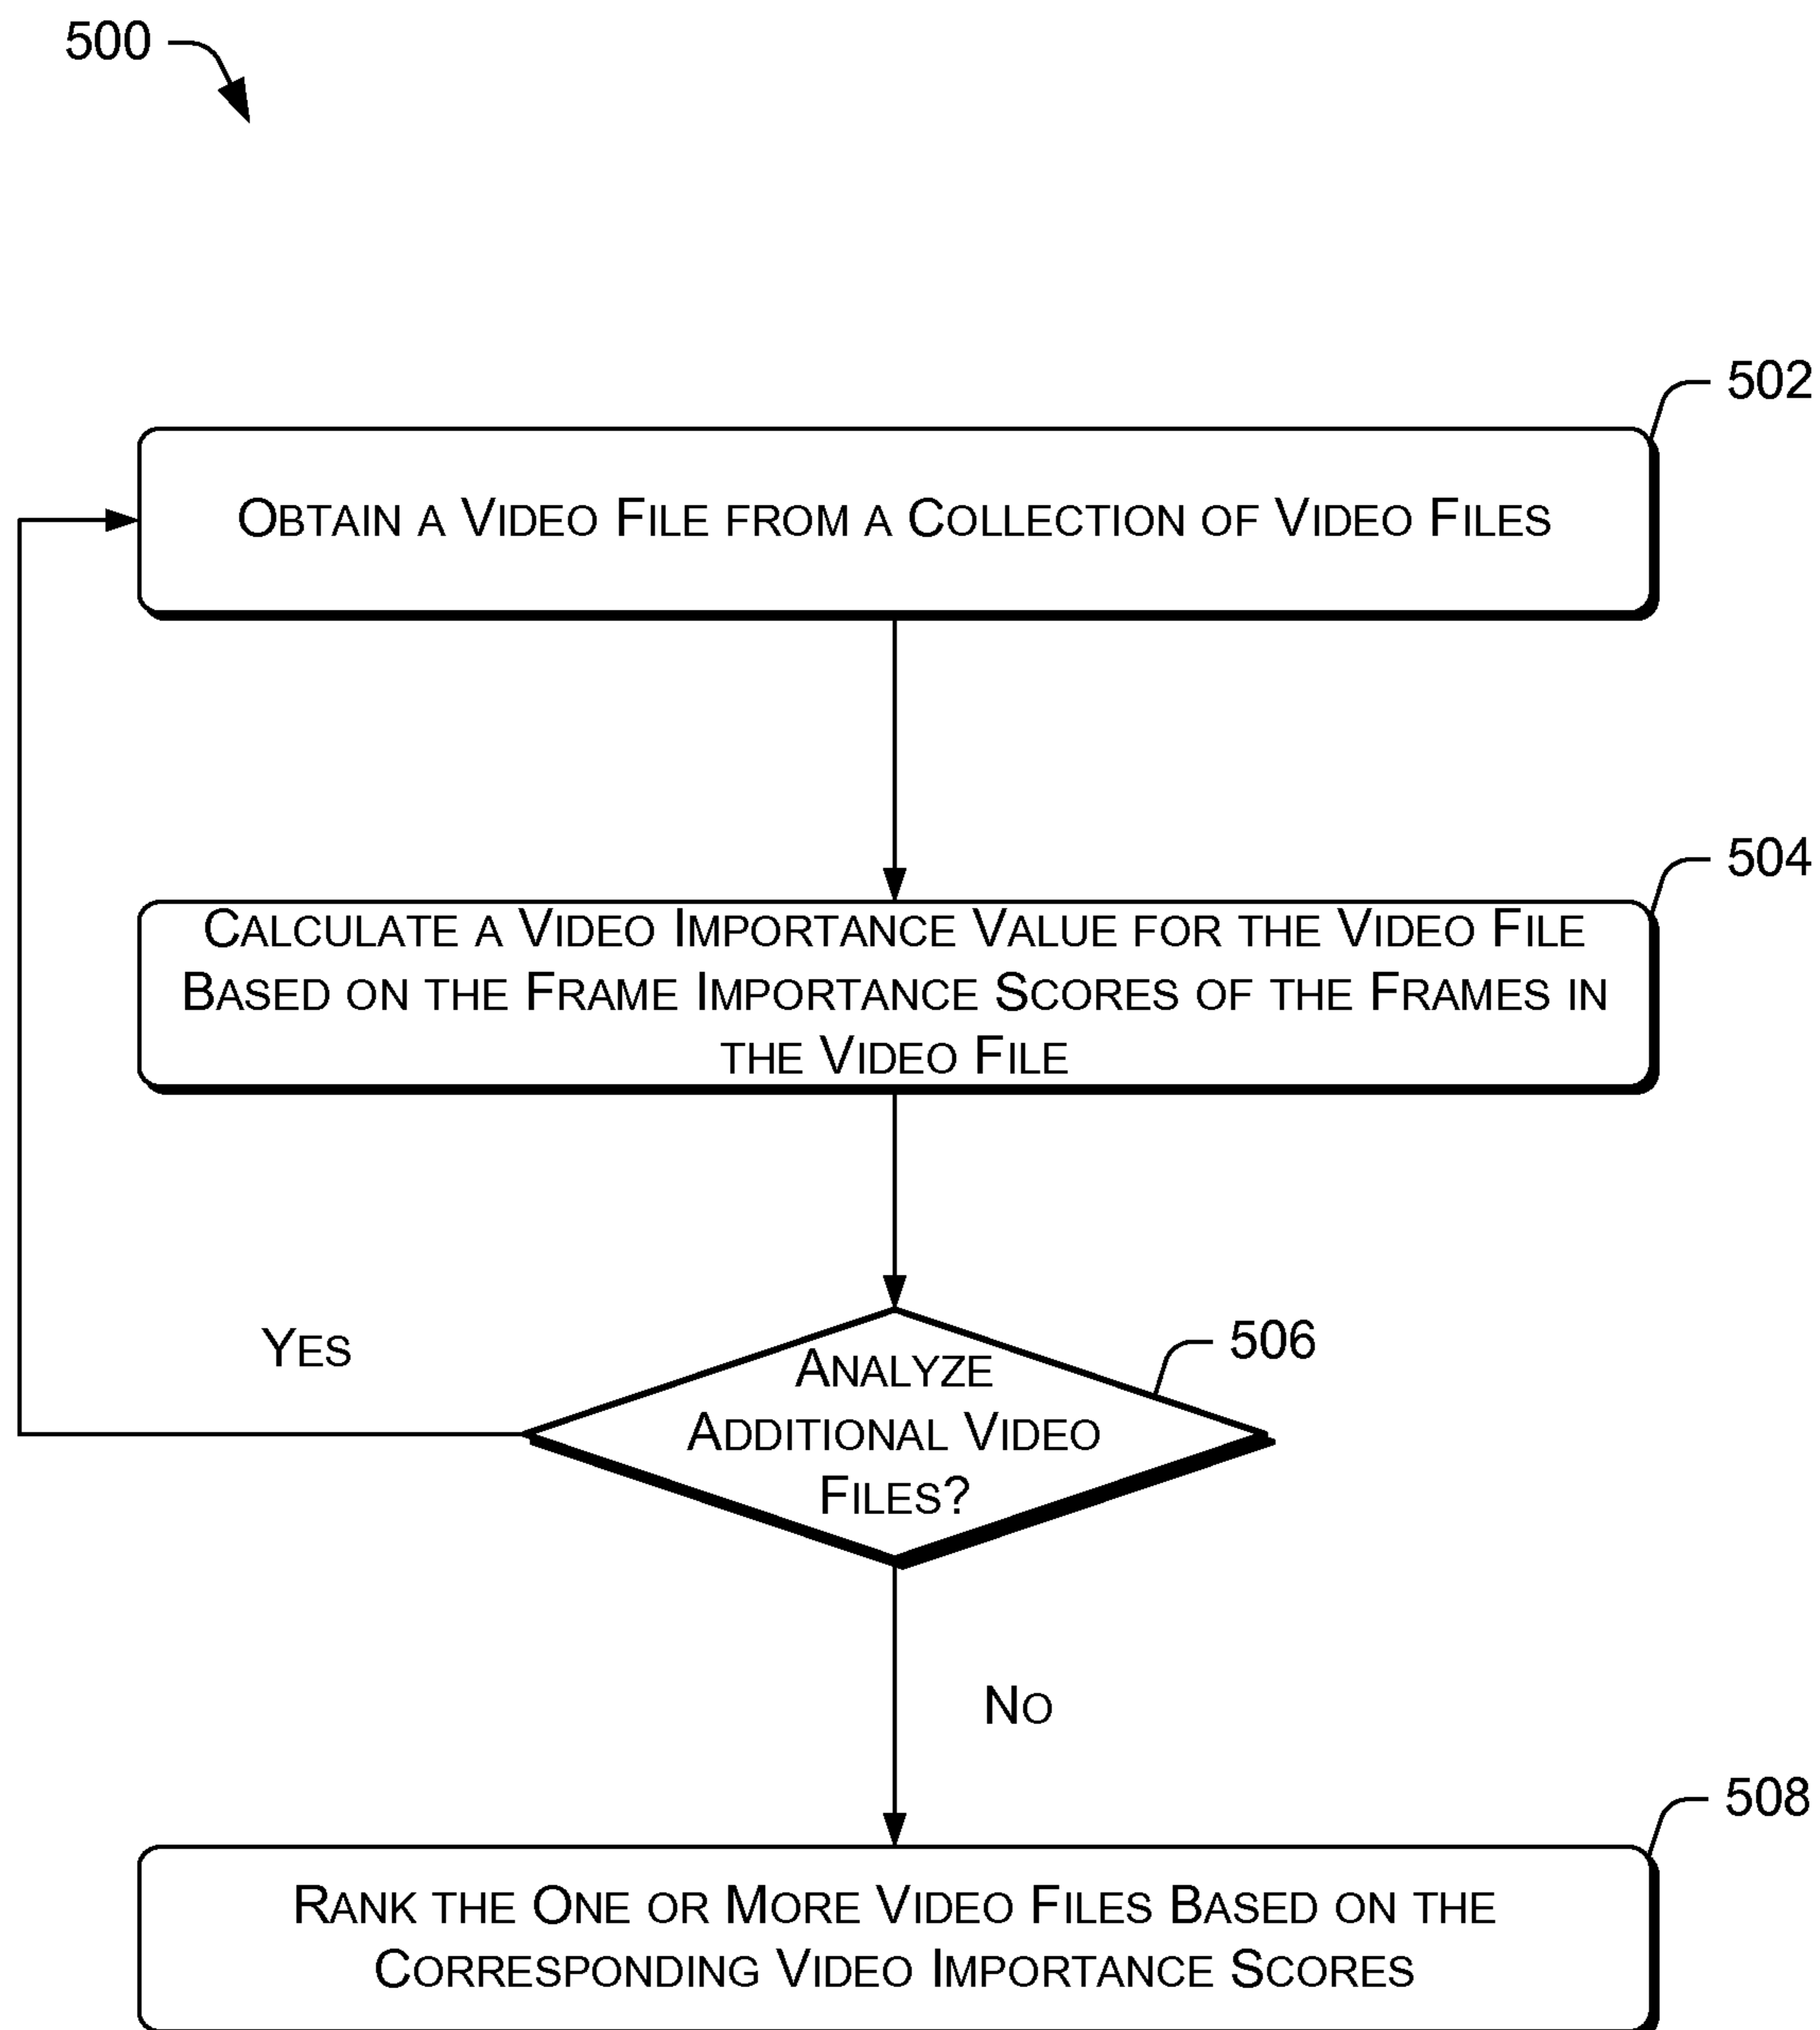 500
502
OBTAIN A VIDEO FILE FROM A COLLECTION OF VIDEO FILES
504
CALCULATE A VIDEO IMPORTANCE VALUE FOR THE VIDEO FILE
BASED ON THE FRAME IMPORTANCE SCORES OF THE FRAMES IN
THE VIDEO FILE
506
YES
ANALYZE
ADDITIONAL VIDEO
FILES?
NO
508
RANK THE ONE OR MORE VIDEO FILES BASED ON THE
CORRESPONDING VIDEO IMPORTANCE SCORES